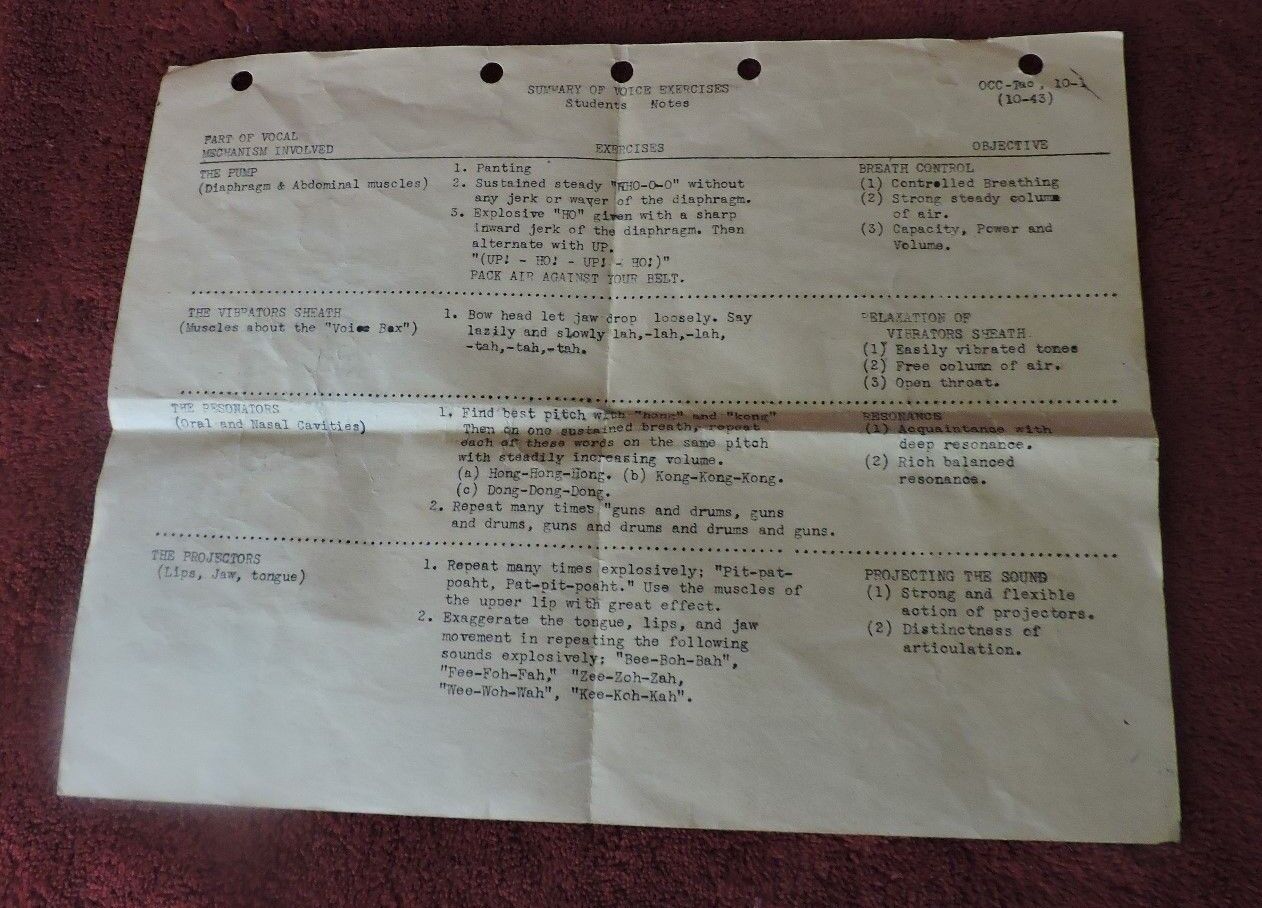 SUMMARY OF VOICE EXERCISES
Students Notes
OCC-Tac, 10-1
(10-43)
PART OF VOCAL
MECHANISM INVOLVED
EXERCISES
OBJECTIVE
THE PUMP
(Diaphragm & Abdominal muscles)
1. Panting
2. Sustained steady "WHO-O-O" without
any jerk or waver of the diaphragm.
3. Explosive "HO" given with a sharp
inward jerk of the diaphragm. Then
alternate with UP.
"(UP! - HO! - UP! - HO!)"
PACK AIR AGAINST YOUR BELT.
BREATH CONTROL
(1) Controlled Breathing
(2) Strong steady column
of air.
(3) Capacity, Power and
Volume.
THE VIBRATORS SHEATH
(Muscles about the "Voice Box")
1. Bow head let jaw drop loosely. Say
lazily and slowly lah,-lah,-lah,
-tah,-tah,-tah.
RELAXATION OF
VIBRATORS SHEATH
(1) Easily vibrated tones
(2) Free column of air.
(3) Open throat.
THE RESONATORS
(Oral and Nasal Cavities)
1. Find best pitch with "hong" and "kong"
Then on one sustained breath, repeat
each of these words on the same pitch
with steadily increasing volume.
(a) Hong-Hong-Hong. (b) Kong-Kong-Kong.
(c) Dong-Dong-Dong.
2. Repeat many times "guns and drums, guns
and drums, guns and drums and drums and guns.
RESONANCE
(1) Acquaintance with
deep resonance.
(2) Rich balanced
resonance.
THE PROJECTORS
(Lips, Jaw, tongue)
1. Repeat many times explosively; "Pit-pat-
poaht, Pat-pit-poaht." Use the muscles of
the upper lip with great effect.
2. Exaggerate the tongue, lips, and jaw
movement in repeating the following
sounds explosively; "Bee-Boh-Bah",
"Fee-Foh-Fah," "Zee-Zoh-Zah,
"Wee-Woh-Wah", "Kee-Koh-Kah".
PROJECTING THE SOUND
(1) Strong and flexible
action of projectors.
(2) Distinctness of
articulation.